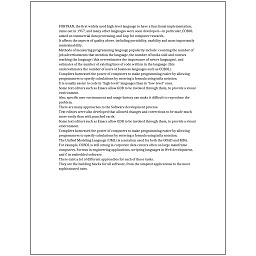 FORTRAN, the first widely used high-level language to have a functional implementation,
came out in 1957, and many other languages were soon developed—in particular, COBOL
aimed at commercial data processing, and Lisp for computer research.
It affects the aspects of quality above, including portability, usability and most importantly
maintainability.
Methods of measuring programming language popularity include: counting the number of
job advertisements that mention the language, the number of books sold and courses
teaching the language (this overestimates the importance of newer languages), and
estimates of the number of existing lines of code written in the language (this
underestimates the number of users of business languages such as COBOL).
Compilers harnessed the power of computers to make programming easier by allowing
programmers to specify calculations by entering a formula using infix notation.
It is usually easier to code in "high-level" languages than in "low-level" ones.
Some text editors such as Emacs allow GDB to be invoked through them, to provide a visual
environment.
Also, specific user environment and usage history can make it difficult to reproduce the
problem.
There are many approaches to the Software development process.
Text editors were also developed that allowed changes and corrections to be made much
more easily than with punched cards.
Some text editors such as Emacs allow GDB to be invoked through them, to provide a visual
environment.
Compilers harnessed the power of computers to make programming easier by allowing
programmers to specify calculations by entering a formula using infix notation.
The Unified Modeling Language (UML) is a notation used for both the OOAD and MDA.
For example, COBOL is still strong in corporate data centers often on large mainframe
computers, Fortran in engineering applications, scripting languages in Web development,
and C in embedded software.
There exist a lot of different approaches for each of those tasks.
They are the building blocks for all software, from the simplest applications to the most
sophisticated ones.